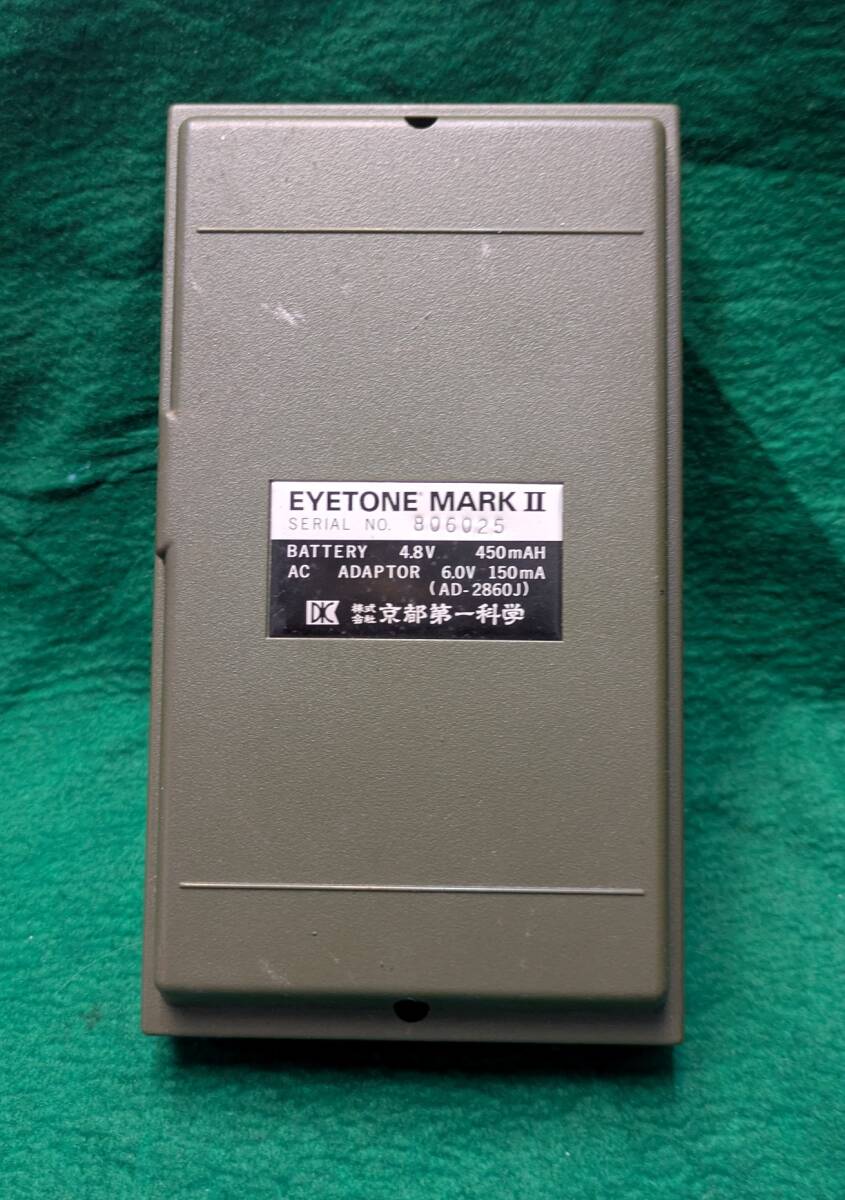 EYETONE MARK II
SERIAL NO. 806025
BATTERY 4.8V 450mAH
AC ADAPTOR 6.0V 150mA
(AD-2860J)
DKK 株式会社 京都第一科学